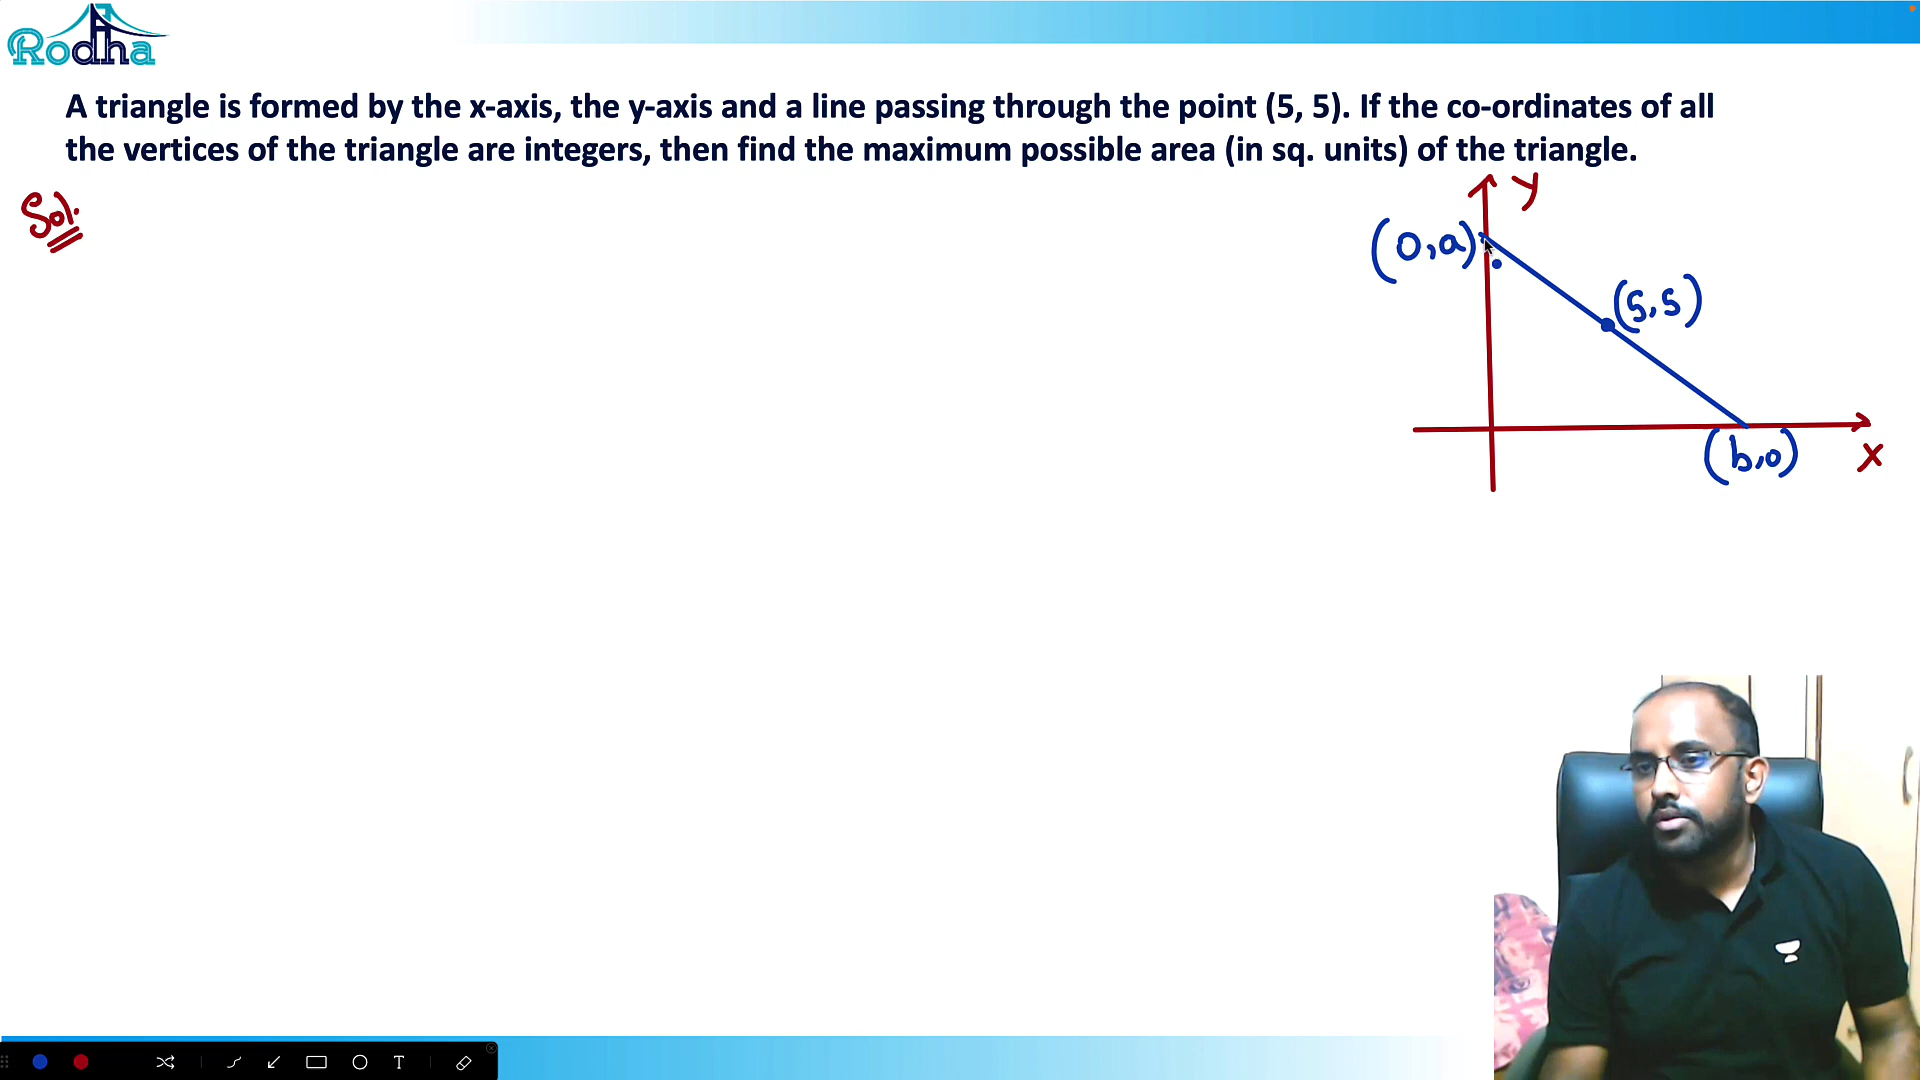 Rodha
A triangle is formed by the x-axis, the y-axis and a line passing through the point (5, 5). If the co-ordinates of all
the vertices of the triangle are integers, then find the maximum possible area (in sq. units) of the triangle.
Sol:
y
(0,a)
(5,5)
(b,0)
x
T